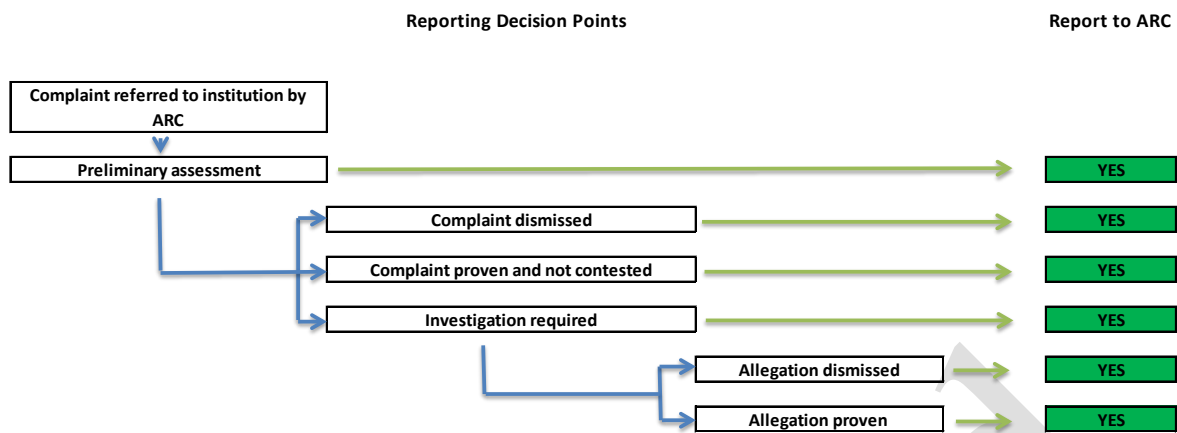 Reporting Decision Points
Report to ARC
Complaint referred to institution by
ARC
Preliminary assessment
YES
Complaint dismissed
YES
Complaint proven and not contested
YES
Investigation required
YES
Allegation dismissed
YES
Allegation proven
YES